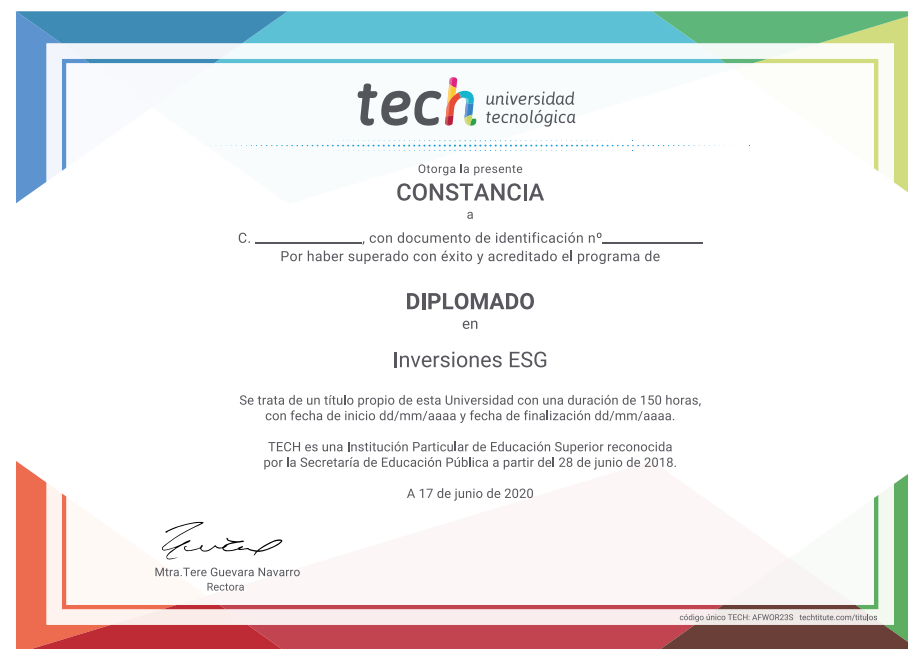 tech universidad
tecnológica
Otorga la presente
CONSTANCIA
a
C. ____________, con documento de identificación nº____________
Por haber superado con éxito y acreditado el programa de
DIPLOMADO
en
Inversiones ESG
Se trata de un título propio de esta Universidad con una duración de 150 horas,
con fecha de inicio dd/mm/aaaa y fecha de finalización dd/mm/aaaa.
TECH es una Institución Particular de Educación Superior reconocida
por la Secretaría de Educación Pública a partir del 28 de junio de 2018.
A 17 de junio de 2020
Mtra.Tere Guevara Navarro
Rectora
código único TECH: AFWOR23S techtitute.com/titulos